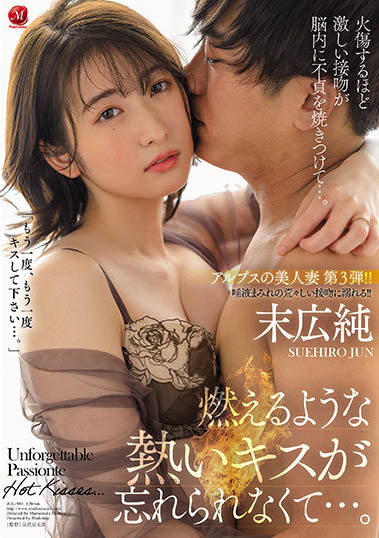 Madonna
火傷するほど
激しい接吻が
脳内に不貞を焼きつけて…。
「もう一度、もう一度
キスして下さい…。」
アルプスの美人妻 第3弾!!
唾液まみれの荒々しい接吻に溺れる!!
末広純
SUEHIRO JUN
燃えるような
熱いキスが
忘れられなくて…。
Unforgettable
Passionte
Hot Kisses...